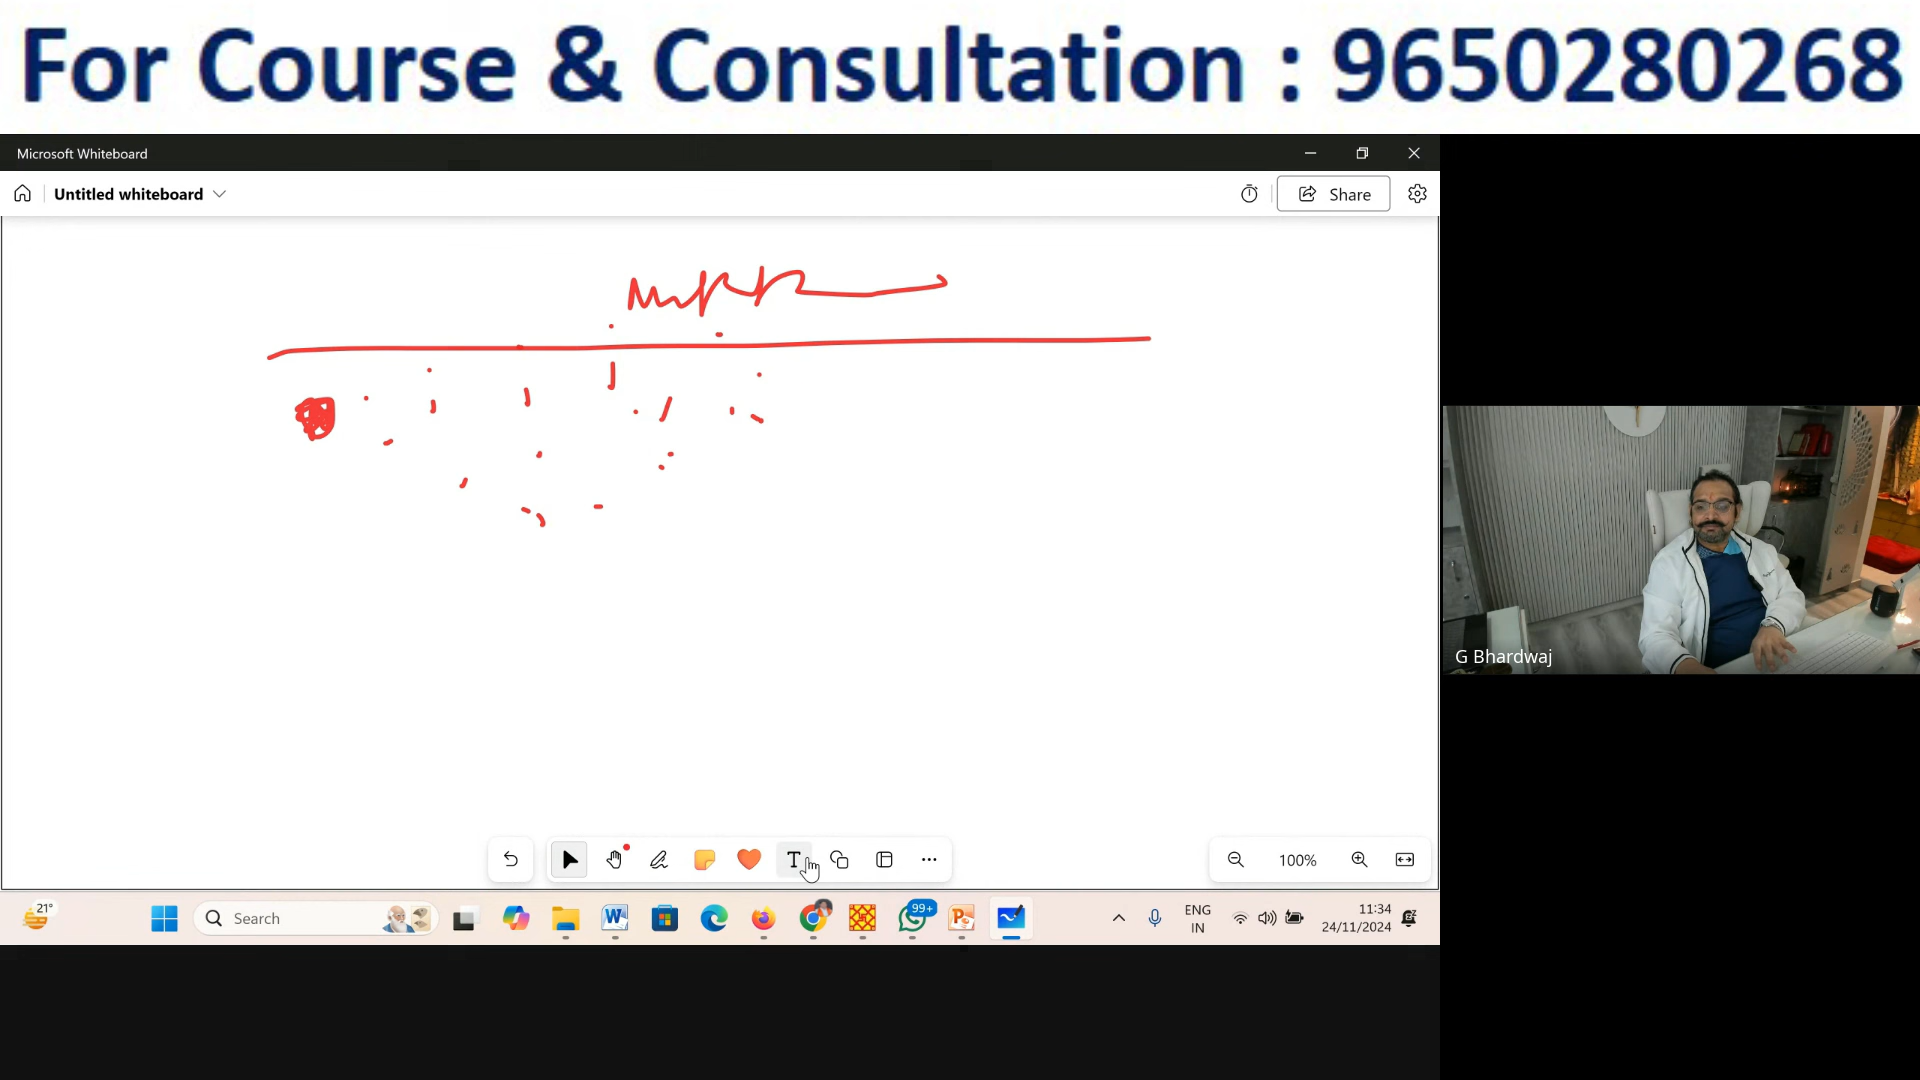 For Course & Consultation : 9650280268
Microsoft Whiteboard
Untitled whiteboard
Share
G Bhardwaj
T
100%
21°
Search
99+
ENG
IN
11:34
24/11/2024